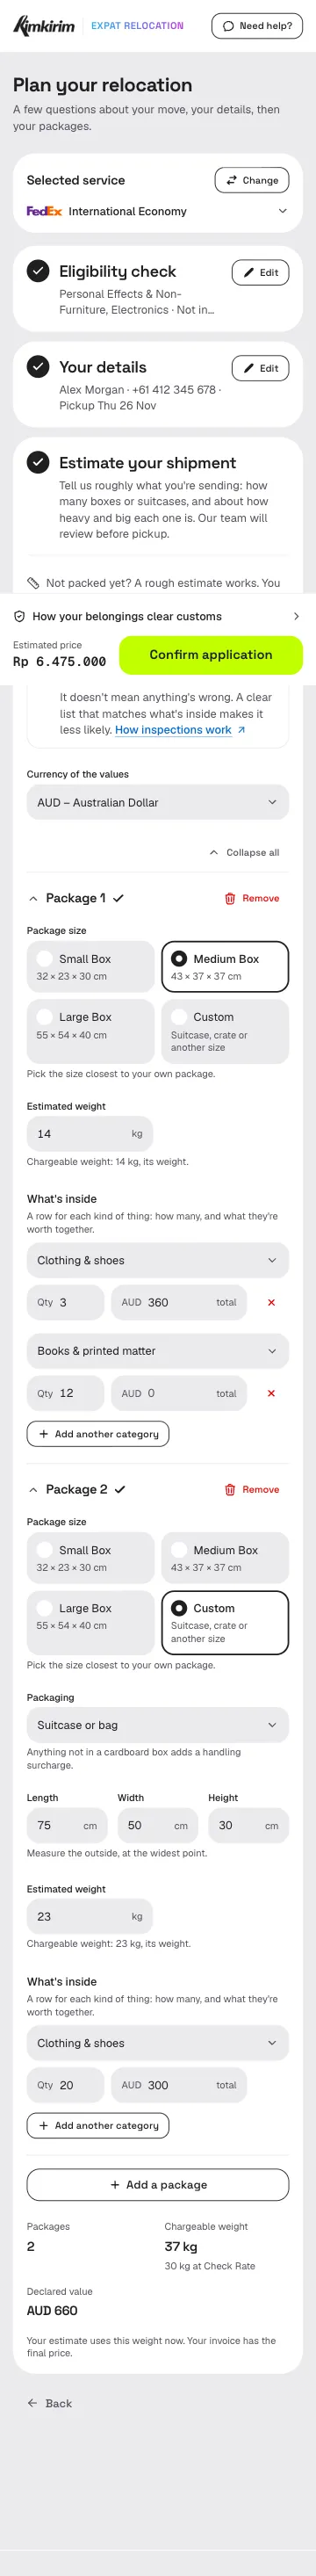 Kimkirim
EXPAT RELOCATION
Need help?
Plan your relocation
A few questions about your move, your details, then
your packages.
Selected service
Change
FedEx International Economy
Eligibility check
Edit
Personal Effects & Non-
Furniture, Electronics · Not in...
Your details
Edit
Alex Morgan · +61 412 345 678 ·
Pickup Thu 26 Nov
Estimate your shipment
Tell us roughly what you're sending: how
many boxes or suitcases, and about how
heavy and big each one is. Our team will
review before pickup.
Not packed yet? A rough estimate works. You
How your belongings clear customs
Estimated price
Rp 6.475.000
Confirm application
It doesn't mean anything's wrong. A clear
list that matches what's inside makes it
less likely. How inspections work
Currency of the values
AUD – Australian Dollar
Collapse all
Package 1
Remove
Package size
Small Box
32 × 23 × 30 cm
Medium Box
43 × 37 × 37 cm
Large Box
55 × 54 × 40 cm
Custom
Suitcase, crate or
another size
Pick the size closest to your own package.
Estimated weight
14 kg
Chargeable weight: 14 kg, its weight.
What's inside
A row for each kind of thing: how many, and what they're
worth together.
Clothing & shoes
Qty 3
AUD 360 total
Books & printed matter
Qty 12
AUD 0 total
Add another category
Package 2
Remove
Package size
Small Box
32 × 23 × 30 cm
Medium Box
43 × 37 × 37 cm
Large Box
55 × 54 × 40 cm
Custom
Suitcase, crate or
another size
Pick the size closest to your own package.
Packaging
Suitcase or bag
Anything not in a cardboard box adds a handling
surcharge.
Length
Width
Height
75 cm
50 cm
30 cm
Measure the outside, at the widest point.
Estimated weight
23 kg
Chargeable weight: 23 kg, its weight.
What's inside
A row for each kind of thing: how many, and what they're
worth together.
Clothing & shoes
Qty 20
AUD 300 total
Add another category
Add a package
Packages
2
Chargeable weight
37 kg
30 kg at Check Rate
Declared value
AUD 660
Your estimate uses this weight now. Your invoice has the
final price.
Back